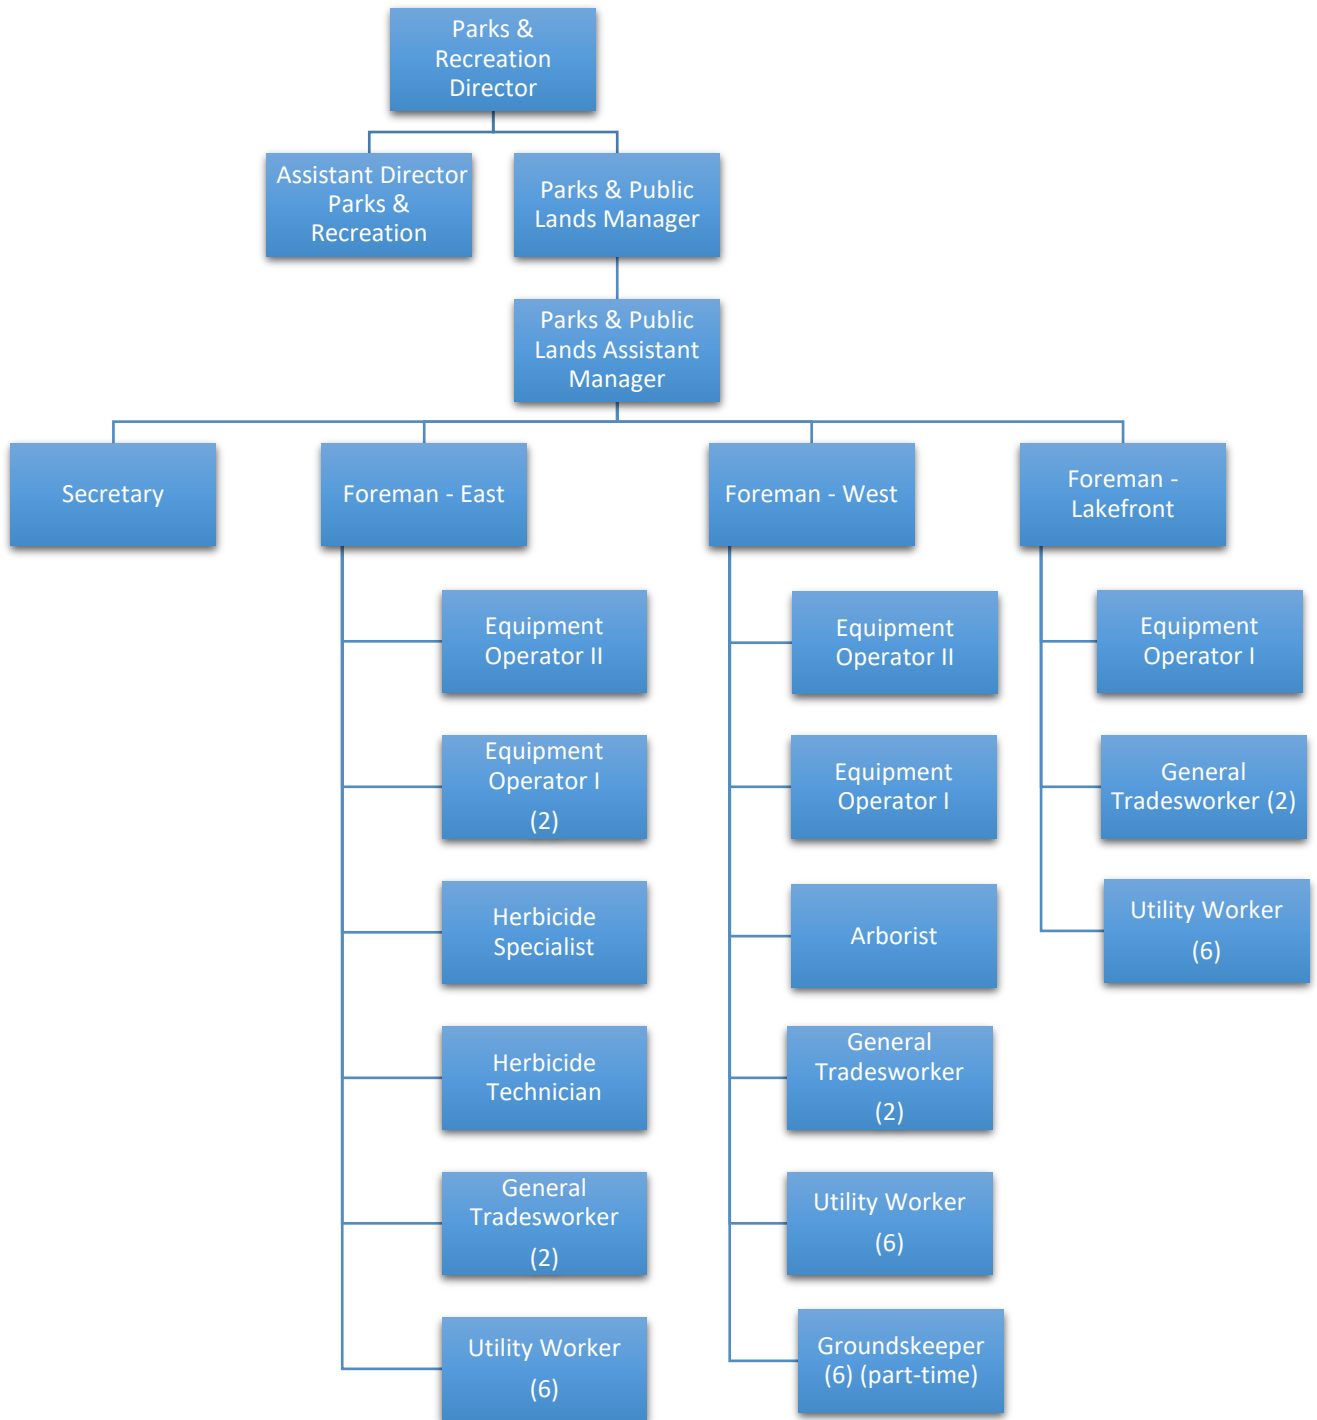 Parks &
Recreation
Director
Assistant Director
Parks &
Recreation
Parks & Public
Lands Manager
Parks & Public
Lands Assistant
Manager
Secretary
Foreman - East
Foreman - West
Foreman -
Lakefront
Equipment
Operator II
Equipment
Operator I
(2)
Herbicide
Specialist
Herbicide
Technician
General
Tradesworker
(2)
Utility Worker
(6)
Equipment
Operator II
Equipment
Operator I
Arborist
General
Tradesworker
(2)
Utility Worker
(6)
Groundskeeper
(6) (part-time)
Equipment
Operator I
General
Tradesworker (2)
Utility Worker
(6)